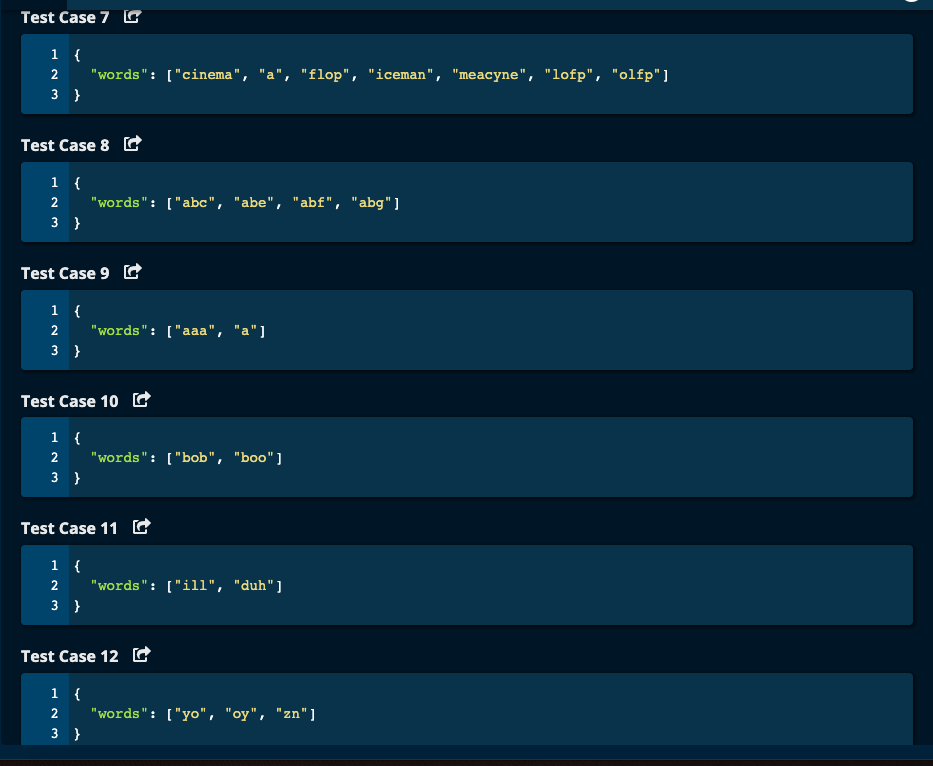 Test Case 7
1 {
2   "words": ["cinema", "a", "flop", "iceman", "meacyne", "lofp", "olfp"]
3 }
Test Case 8
1 {
2   "words": ["abc", "abe", "abf", "abg"]
3 }
Test Case 9
1 {
2   "words": ["aaa", "a"]
3 }
Test Case 10
1 {
2   "words": ["bob", "boo"]
3 }
Test Case 11
1 {
2   "words": ["ill", "duh"]
3 }
Test Case 12
1 {
2   "words": ["yo", "oy", "zn"]
3 }